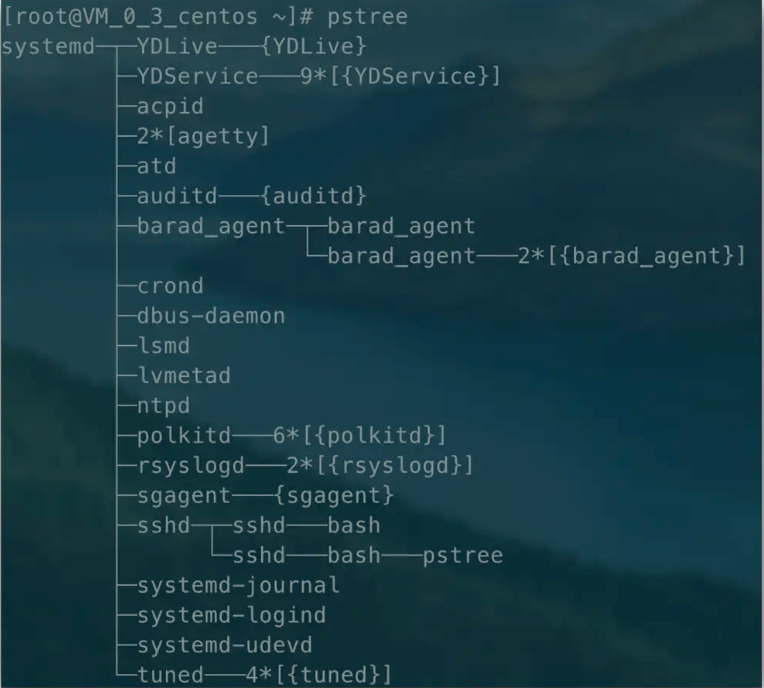 [root@VM_0_3_centos ~]# pstree
systemd─┬─YDLive───{YDLive}
        ├─YDService───9*[{YDService}]
        ├─acpid
        ├─2*[agetty]
        ├─atd
        ├─auditd───{auditd}
        ├─barad_agent─┬─barad_agent
        │             └─barad_agent───2*[{barad_agent}]
        ├─crond
        ├─dbus-daemon
        ├─lsmd
        ├─lvmetad
        ├─ntpd
        ├─polkitd───6*[{polkitd}]
        ├─rsyslogd───2*[{rsyslogd}]
        ├─sgagent───{sgagent}
        ├─sshd─┬─sshd───bash
        │      └─sshd───bash───pstree
        ├─systemd-journal
        ├─systemd-logind
        ├─systemd-udevd
        └─tuned───4*[{tuned}]